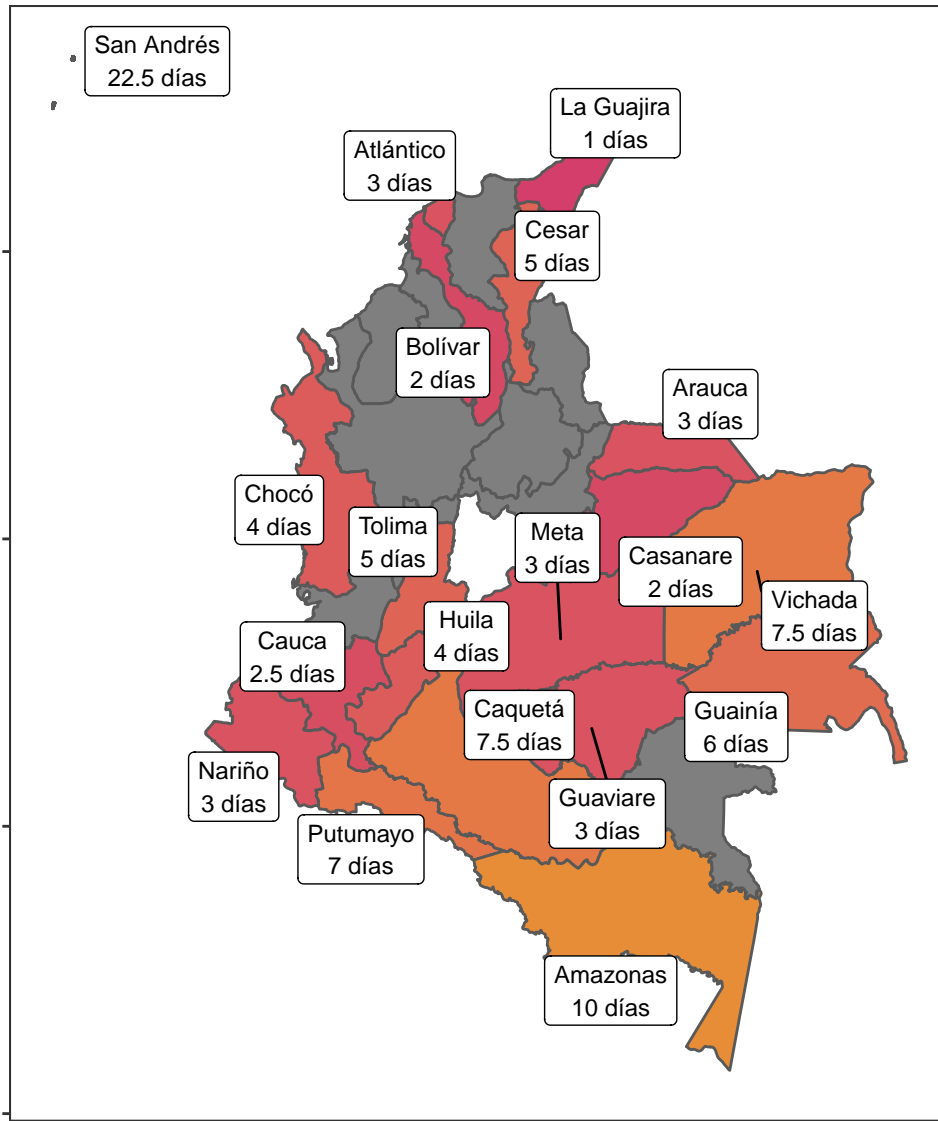 San Andrés
22.5 días
La Guajira
1 días
Atlántico
3 días
Cesar
5 días
Bolívar
2 días
Arauca
3 días
Chocó
4 días
Tolima
5 días
Meta
3 días
Casanare
2 días
Vichada
7.5 días
Huila
4 días
Cauca
2.5 días
Caquetá
7.5 días
Guainía
6 días
Nariño
3 días
Guaviare
3 días
Putumayo
7 días
Amazonas
10 días